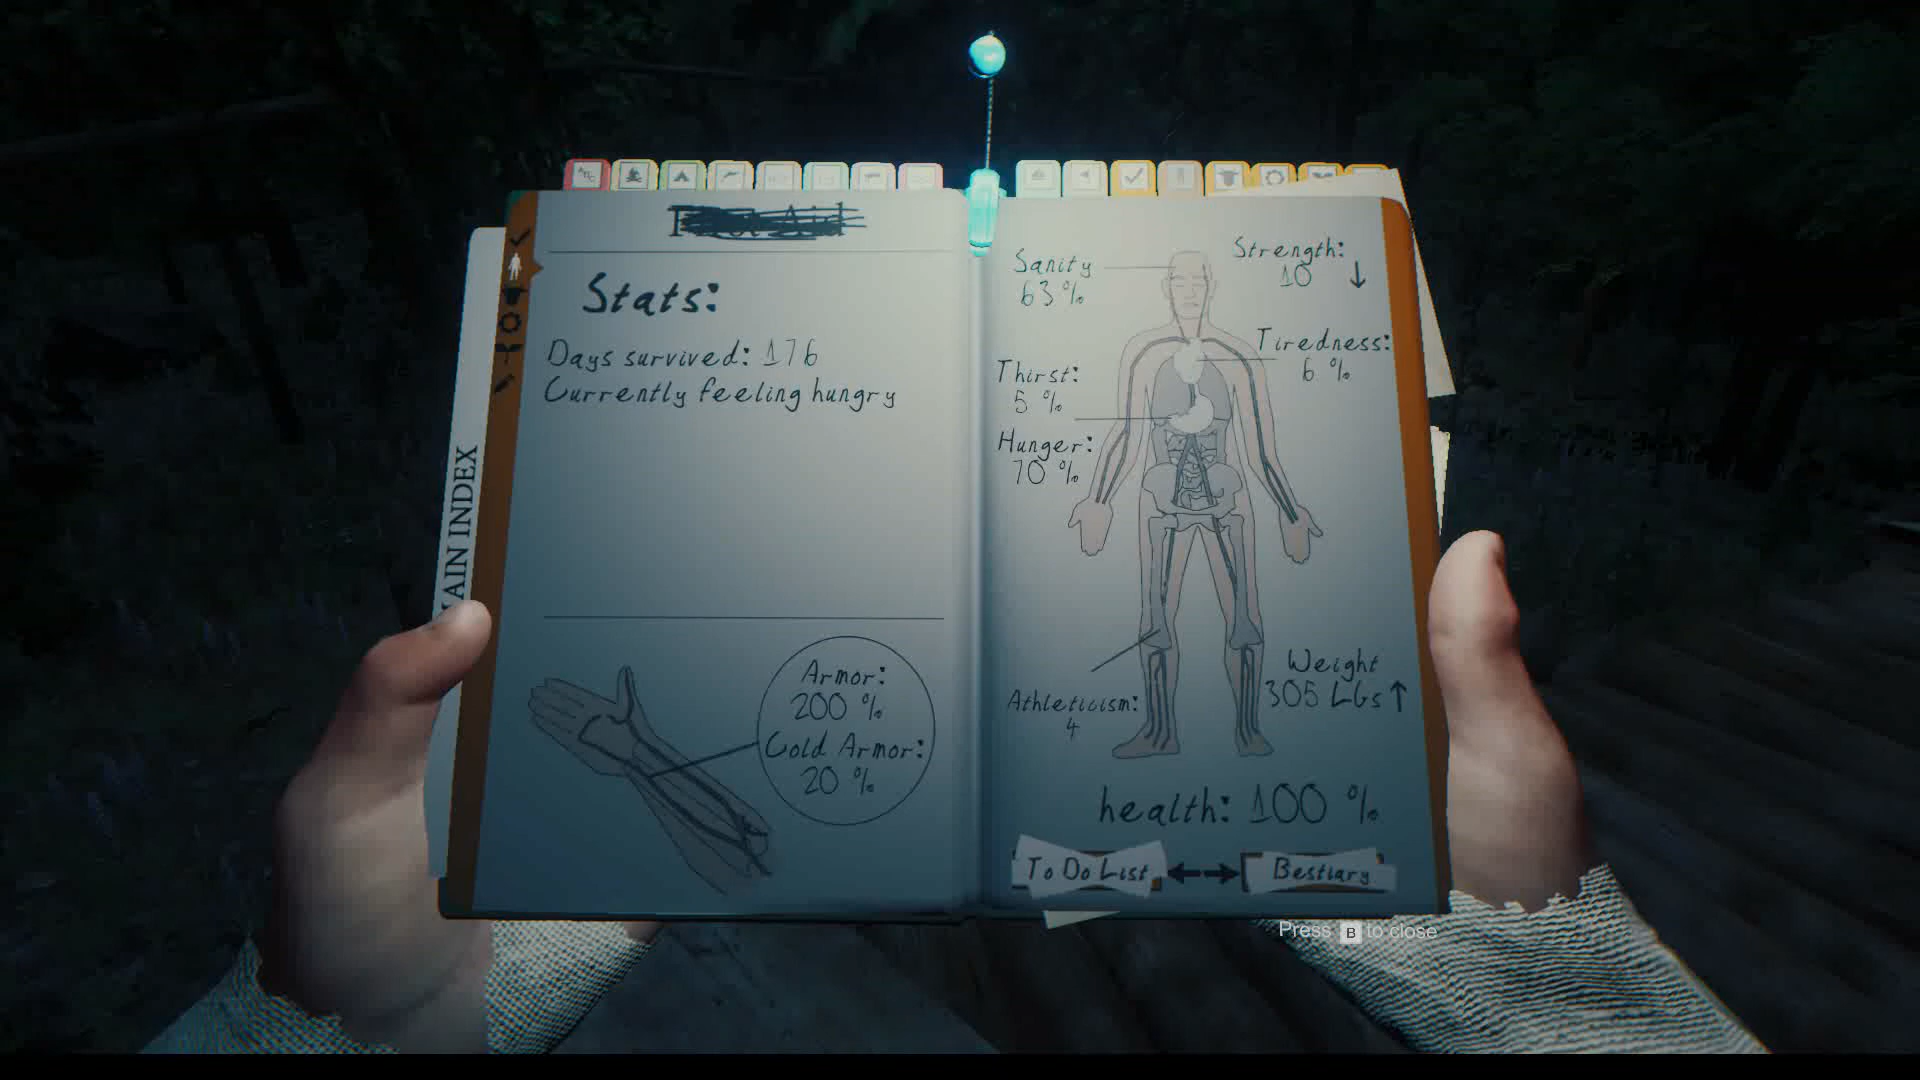 Stats:
Days survived: 176
Currently feeling hungry
Armor:
200 %
Cold Armor:
20 %
MAIN INDEX
Sanity
63 %
Strength:
10 ↓
Tiredness:
6 %
Thirst:
5 %
Hunger:
70 %
Athleticism:
4
Weight
305 LBs ↑
health: 100 %
To Do List
Bestiary
Press B to close